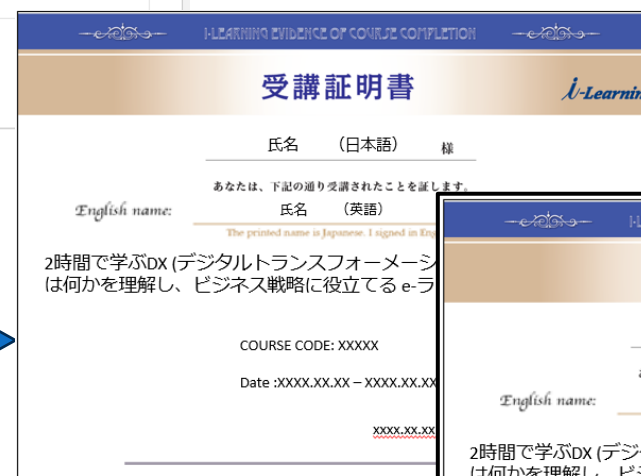 I-LEARNING EVIDENCE OF COURSE COMPLETION
受講証明書
i-Learnin
氏名 （日本語） 様
あなたは、下記の通り受講されたことを証します。
English name: 氏名 （英語）
The printed name is Japanese. I signed in Eng
2時間で学ぶDX (デジタルトランスフォーメーシ
は何かを理解し、ビジネス戦略に役立てる e-ラ
COURSE CODE: XXXXX
Date :XXXX.XX.XX – XXXX.XX.XX
xxxx.xx.xx
i-Learnin
English name:
2時間で学ぶDX (デジ
は何かを理解し、ビジ